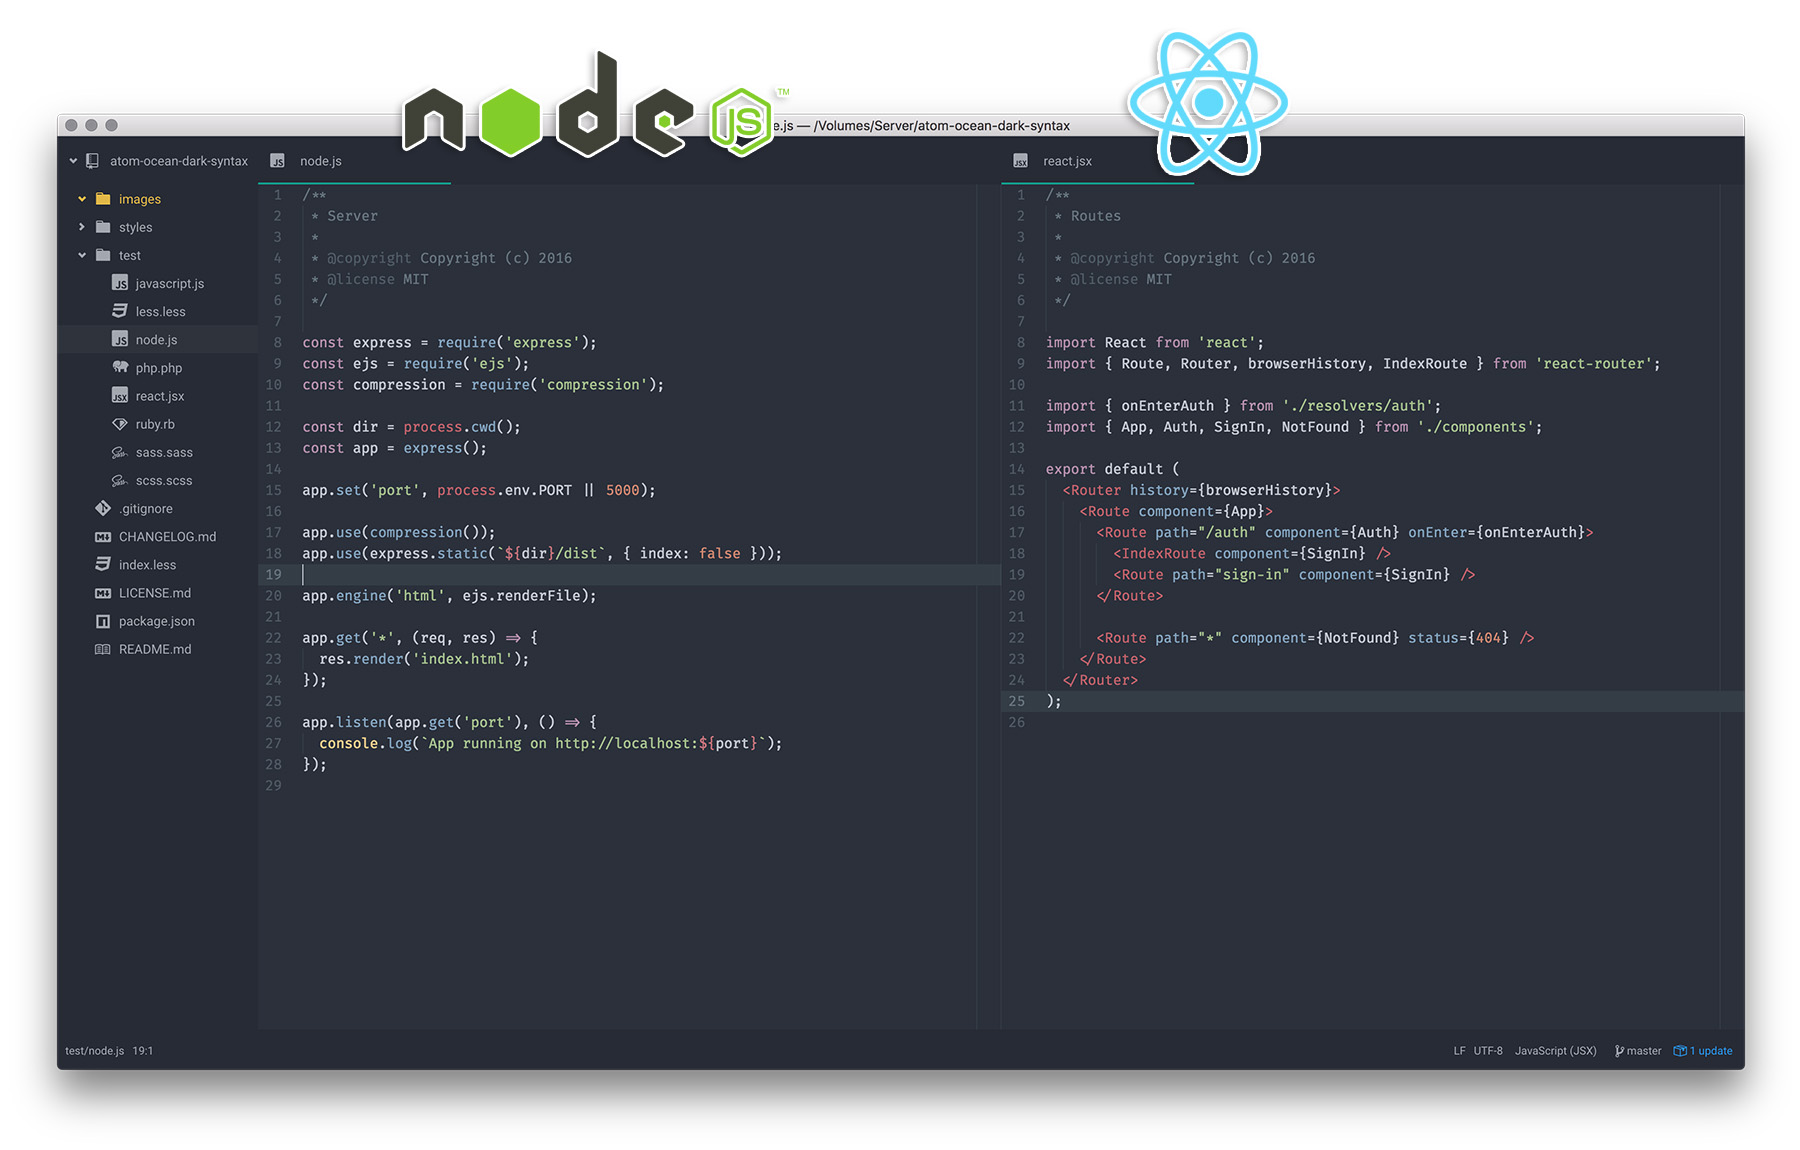 node JS ™
e.js — /Volumes/Server/atom-ocean-dark-syntax
atom-ocean-dark-syntax
images
styles
test
JS javascript.js
less.less
JS node.js
php.php
JSX react.jsx
ruby.rb
Sass sass.sass
Sass scss.scss
.gitignore
CHANGELOG.md
index.less
LICENSE.md
package.json
README.md
JS node.js
1 /**
2  * Server
3  *
4  * @copyright Copyright (c) 2016
5  * @license MIT
6  */
7
8 const express = require('express');
9 const ejs = require('ejs');
10 const compression = require('compression');
11
12 const dir = process.cwd();
13 const app = express();
14
15 app.set('port', process.env.PORT || 5000);
16
17 app.use(compression());
18 app.use(express.static(`${dir}/dist`, { index: false }));
19
20 app.engine('html', ejs.renderFile);
21
22 app.get('*', (req, res) => {
23   res.render('index.html');
24 });
25
26 app.listen(app.get('port'), () => {
27   console.log(`App running on http://localhost:${port}`);
28 });
29
JSX react.jsx
1 /**
2  * Routes
3  *
4  * @copyright Copyright (c) 2016
5  * @license MIT
6  */
7
8 import React from 'react';
9 import { Route, Router, browserHistory, IndexRoute } from 'react-router';
10
11 import { onEnterAuth } from './resolvers/auth';
12 import { App, Auth, SignIn, NotFound } from './components';
13
14 export default (
15   <Router history={browserHistory}>
16     <Route component={App}>
17       <Route path="/auth" component={Auth} onEnter={onEnterAuth}>
18         <IndexRoute component={SignIn} />
19         <Route path="sign-in" component={SignIn} />
20       </Route>
21
22       <Route path="*" component={NotFound} status={404} />
23     </Route>
24   </Router>
25 );
26
test/node.js 19:1
LF UTF-8 JavaScript (JSX) master 1 update